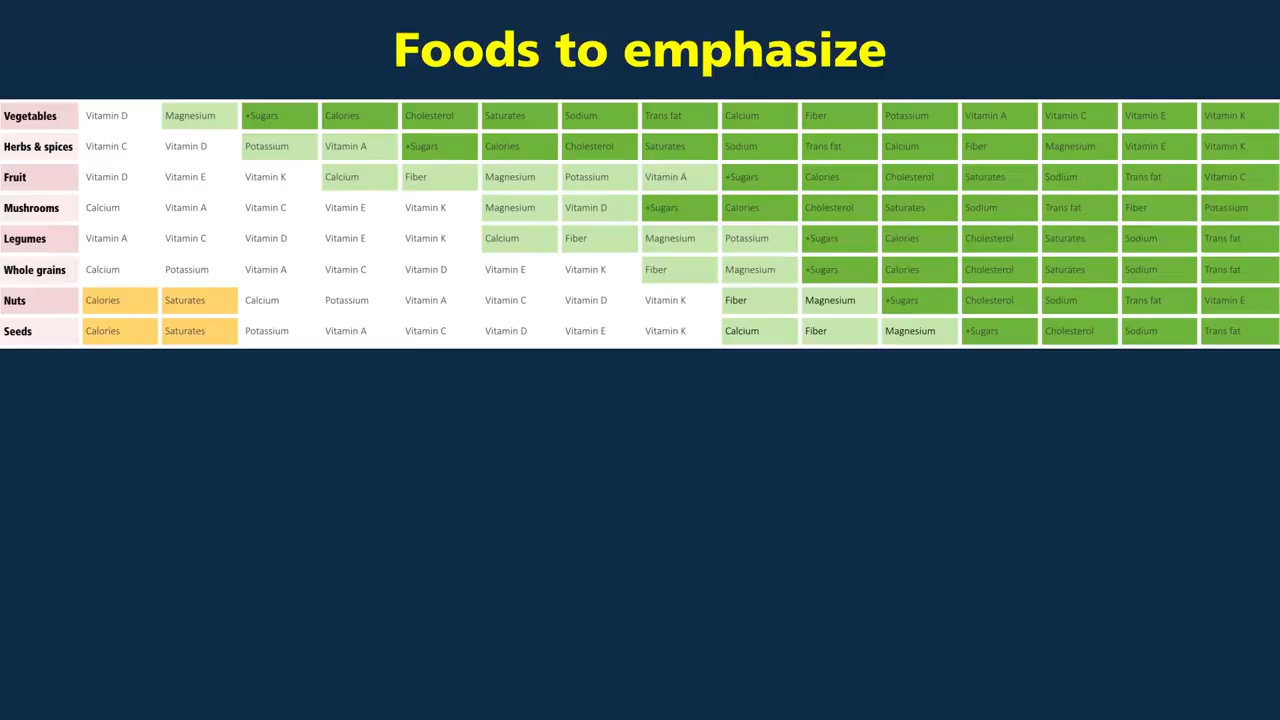 Foods to emphasize
Vegetables Vitamin D Magnesium +Sugars Calories Cholesterol Saturates Sodium Trans fat Calcium Fiber Potassium Vitamin A Vitamin C Vitamin E Vitamin K
Herbs & spices Vitamin C Vitamin D Potassium Vitamin A +Sugars Calories Cholesterol Saturates Sodium Trans fat Calcium Fiber Magnesium Vitamin E Vitamin K
Fruit Vitamin D Vitamin E Vitamin K Calcium Fiber Magnesium Potassium Vitamin A +Sugars Calories Cholesterol Saturates Sodium Trans fat Vitamin C
Mushrooms Calcium Vitamin A Vitamin C Vitamin E Vitamin K Magnesium Vitamin D +Sugars Calories Cholesterol Saturates Sodium Trans fat Fiber Potassium
Legumes Vitamin A Vitamin C Vitamin D Vitamin E Vitamin K Calcium Fiber Magnesium Potassium +Sugars Calories Cholesterol Saturates Sodium Trans fat
Whole grains Calcium Potassium Vitamin A Vitamin C Vitamin D Vitamin E Vitamin K Fiber Magnesium +Sugars Calories Cholesterol Saturates Sodium Trans fat
Nuts Calories Saturates Calcium Potassium Vitamin A Vitamin C Vitamin D Vitamin K Fiber Magnesium +Sugars Cholesterol Sodium Trans fat Vitamin E
Seeds Calories Saturates Potassium Vitamin A Vitamin C Vitamin D Vitamin E Vitamin K Calcium Fiber Magnesium +Sugars Cholesterol Sodium Trans fat